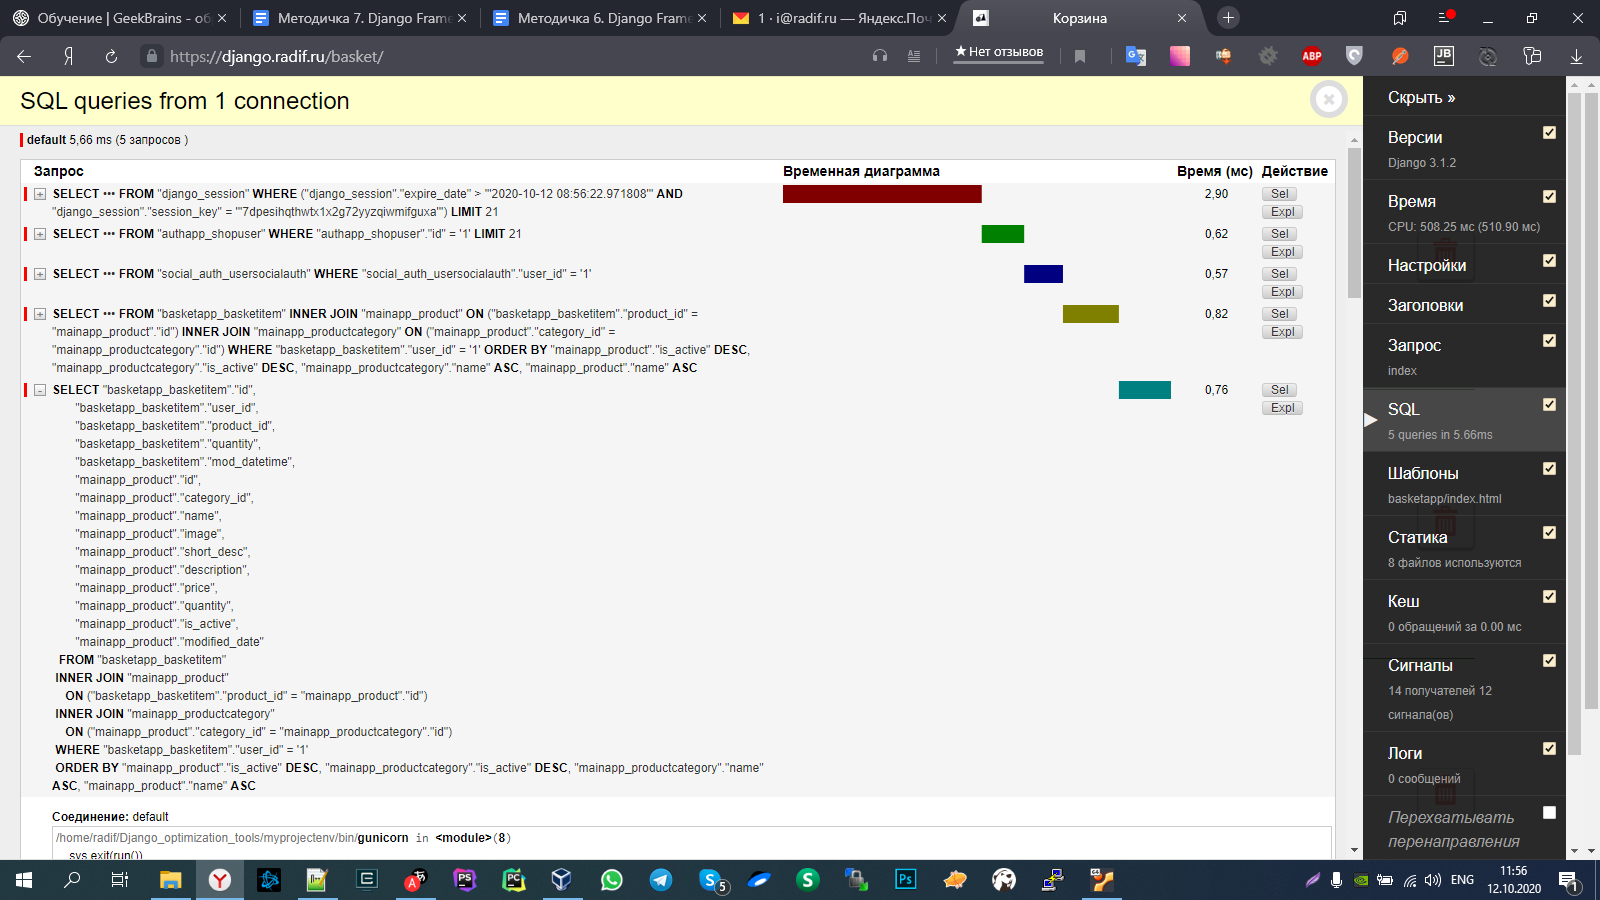 Обучение | GeekBrains - об
Методичка 7. Django Frame
Методичка 6. Django Frame
1 · i@radif.ru — Яндекс.Поч
Корзина
https://django.radif.ru/basket/
★ Нет отзывов
ABP
JB
SQL queries from 1 connection
default 5,66 ms (5 запросов )
Запрос
Временная диаграмма
Время (мс)
Действие
SELECT ••• FROM "django_session" WHERE ("django_session"."expire_date" > '"2020-10-12 08:56:22.971808"' AND
"django_session"."session_key" = '"7dpesihqthwtx1x2g72yyzqiwmifguxa"') LIMIT 21
2,90
Sel
Expl
SELECT ••• FROM "authapp_shopuser" WHERE "authapp_shopuser"."id" = '1' LIMIT 21
0,62
Sel
Expl
SELECT ••• FROM "social_auth_usersocialauth" WHERE "social_auth_usersocialauth"."user_id" = '1'
0,57
Sel
Expl
SELECT ••• FROM "basketapp_basketitem" INNER JOIN "mainapp_product" ON ("basketapp_basketitem"."product_id" =
"mainapp_product"."id") INNER JOIN "mainapp_productcategory" ON ("mainapp_product"."category_id" =
"mainapp_productcategory"."id") WHERE "basketapp_basketitem"."user_id" = '1' ORDER BY "mainapp_product"."is_active" DESC,
"mainapp_productcategory"."is_active" DESC, "mainapp_productcategory"."name" ASC, "mainapp_product"."name" ASC
0,82
Sel
Expl
SELECT "basketapp_basketitem"."id",
"basketapp_basketitem"."user_id",
"basketapp_basketitem"."product_id",
"basketapp_basketitem"."quantity",
"basketapp_basketitem"."mod_datetime",
"mainapp_product"."id",
"mainapp_product"."category_id",
"mainapp_product"."name",
"mainapp_product"."image",
"mainapp_product"."short_desc",
"mainapp_product"."description",
"mainapp_product"."price",
"mainapp_product"."quantity",
"mainapp_product"."is_active",
"mainapp_product"."modified_date"
FROM "basketapp_basketitem"
INNER JOIN "mainapp_product"
ON ("basketapp_basketitem"."product_id" = "mainapp_product"."id")
INNER JOIN "mainapp_productcategory"
ON ("mainapp_product"."category_id" = "mainapp_productcategory"."id")
WHERE "basketapp_basketitem"."user_id" = '1'
ORDER BY "mainapp_product"."is_active" DESC, "mainapp_productcategory"."is_active" DESC, "mainapp_productcategory"."name"
ASC, "mainapp_product"."name" ASC
0,76
Sel
Expl
Соединение: default
/home/radif/Django_optimization_tools/myprojectenv/bin/gunicorn in <module>(8)
sys.exit(run())
Скрыть »
Версии
Django 3.1.2
Время
CPU: 508.25 мс (510.90 мс)
Настройки
Заголовки
Запрос
index
SQL
5 queries in 5.66ms
Шаблоны
basketapp/index.html
Статика
8 файлов используются
Кеш
0 обращений за 0.00 мс
Сигналы
14 получателей 12
сигнала(ов)
Логи
0 сообщений
Перехватывать
перенаправления
PS
PC
5
S
Ps
ENG
11:56
12.10.2020
1